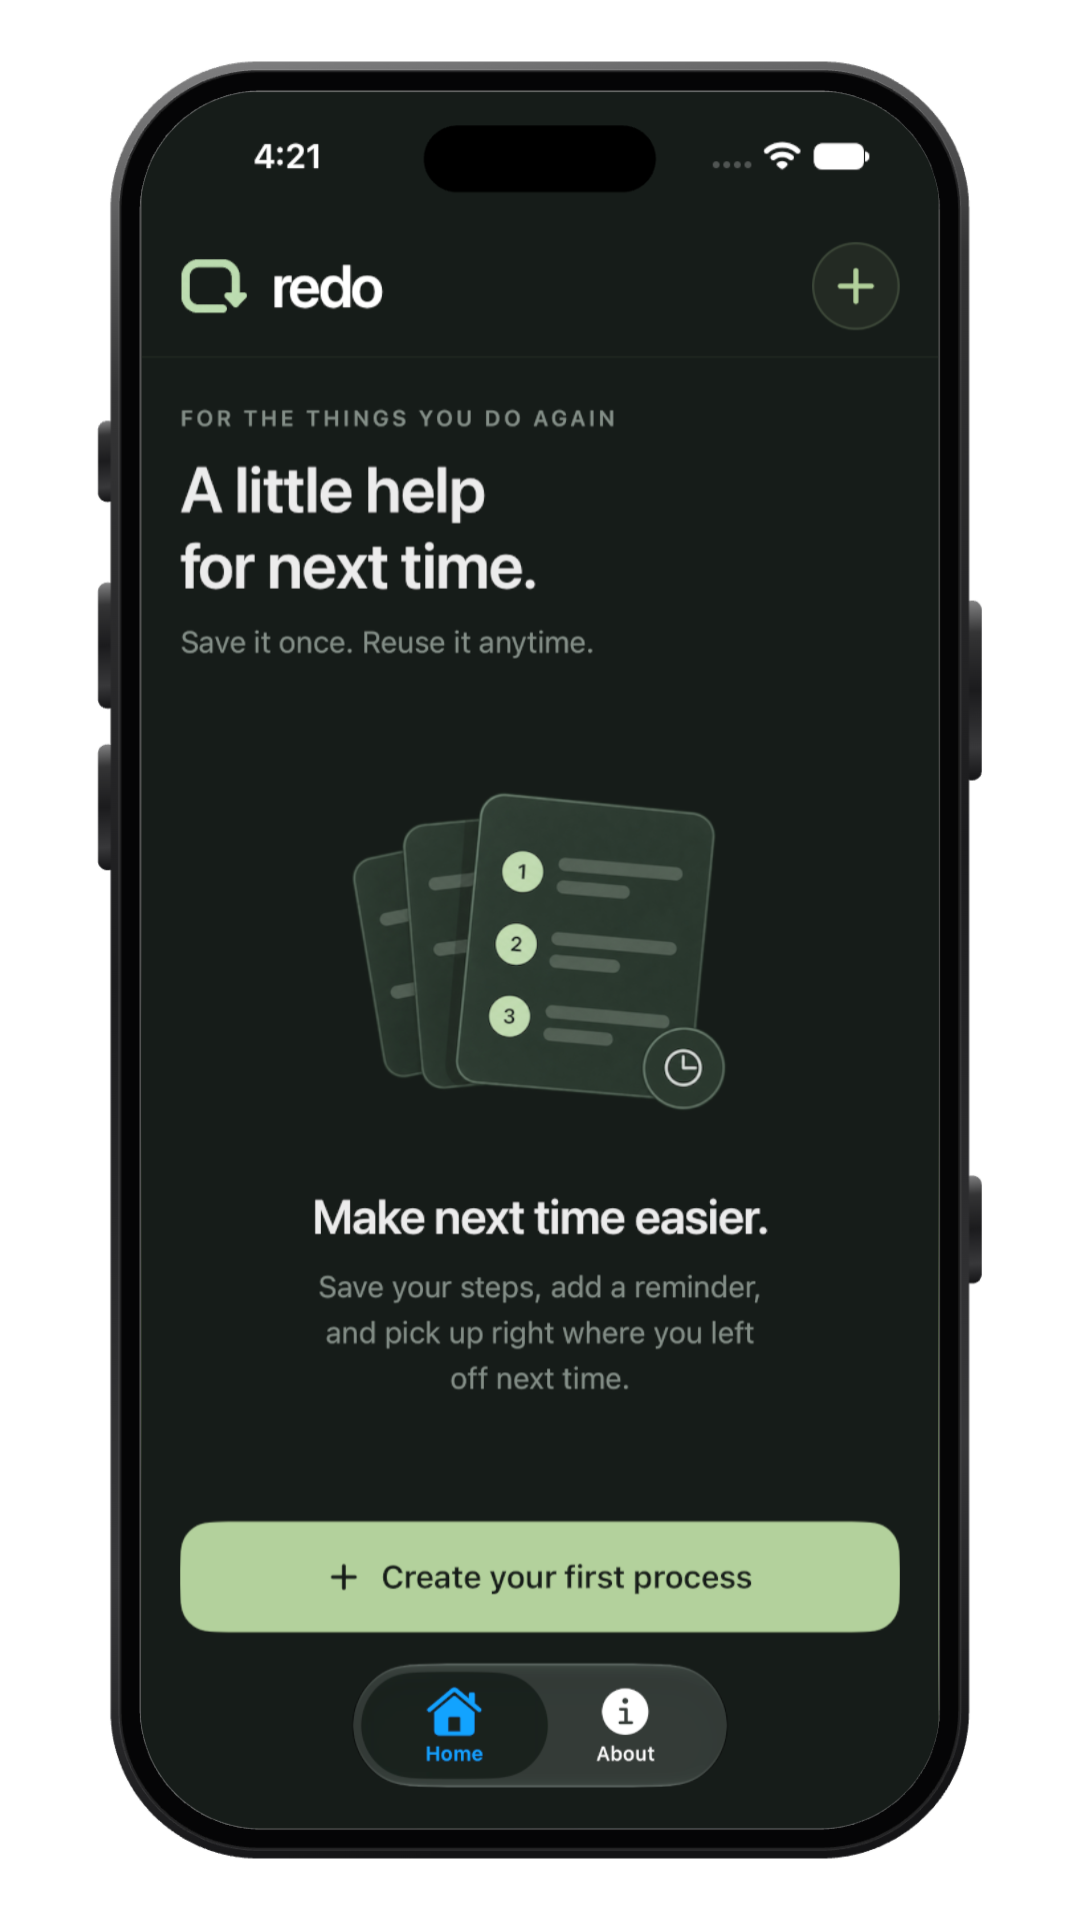 4:21
redo
FOR THE THINGS YOU DO AGAIN
A little help
for next time.
Save it once. Reuse it anytime.
1
2
3
Make next time easier.
Save your steps, add a reminder,
and pick up right where you left
off next time.
+ Create your first process
Home About